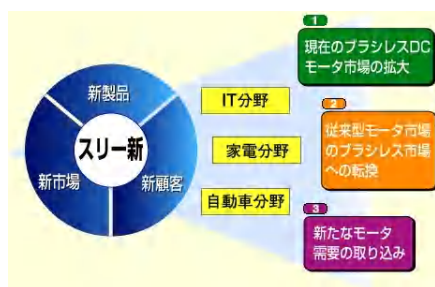 新製品
スリー新
新市場
新顧客
IT分野
家電分野
自動車分野
1
現在のブラシレスDC
モータ市場の拡大
2
従来型モータ市場
のブラシレス市場
への転換
3
新たなモータ
需要の取り込み